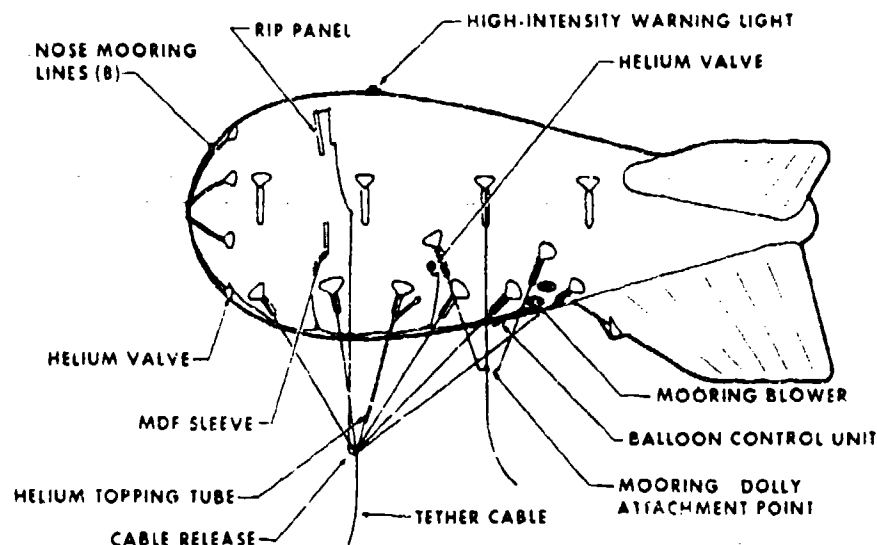 RIP PANEL
HIGH-INTENSITY WARNING LIGHT
NOSE MOORING
LINES (8)
HELIUM VALVE
HELIUM VALVE
MDF SLEEVE
HELIUM TOPPING TUBE
CABLE RELEASE
TETHER CABLE
MOORING BLOWER
BALLOON CONTROL UNIT
MOORING DOLLY
ATTACHMENT POINT